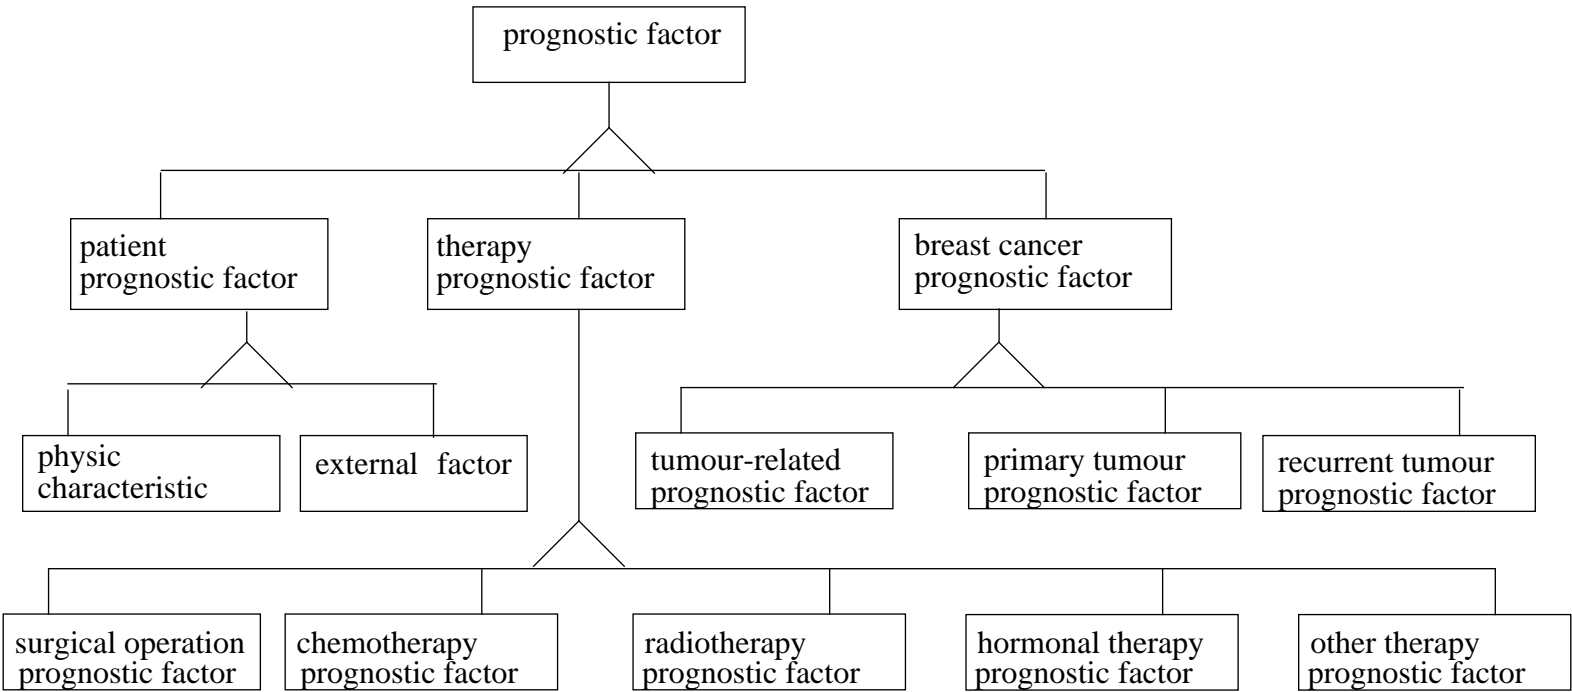 prognostic factor
patient
prognostic factor
therapy
prognostic factor
breast cancer
prognostic factor
physic
characteristic
external factor
tumour-related
prognostic factor
primary tumour
prognostic factor
recurrent tumour
prognostic factor
surgical operation
prognostic factor
chemotherapy
prognostic factor
radiotherapy
prognostic factor
hormonal therapy
prognostic factor
other therapy
prognostic factor